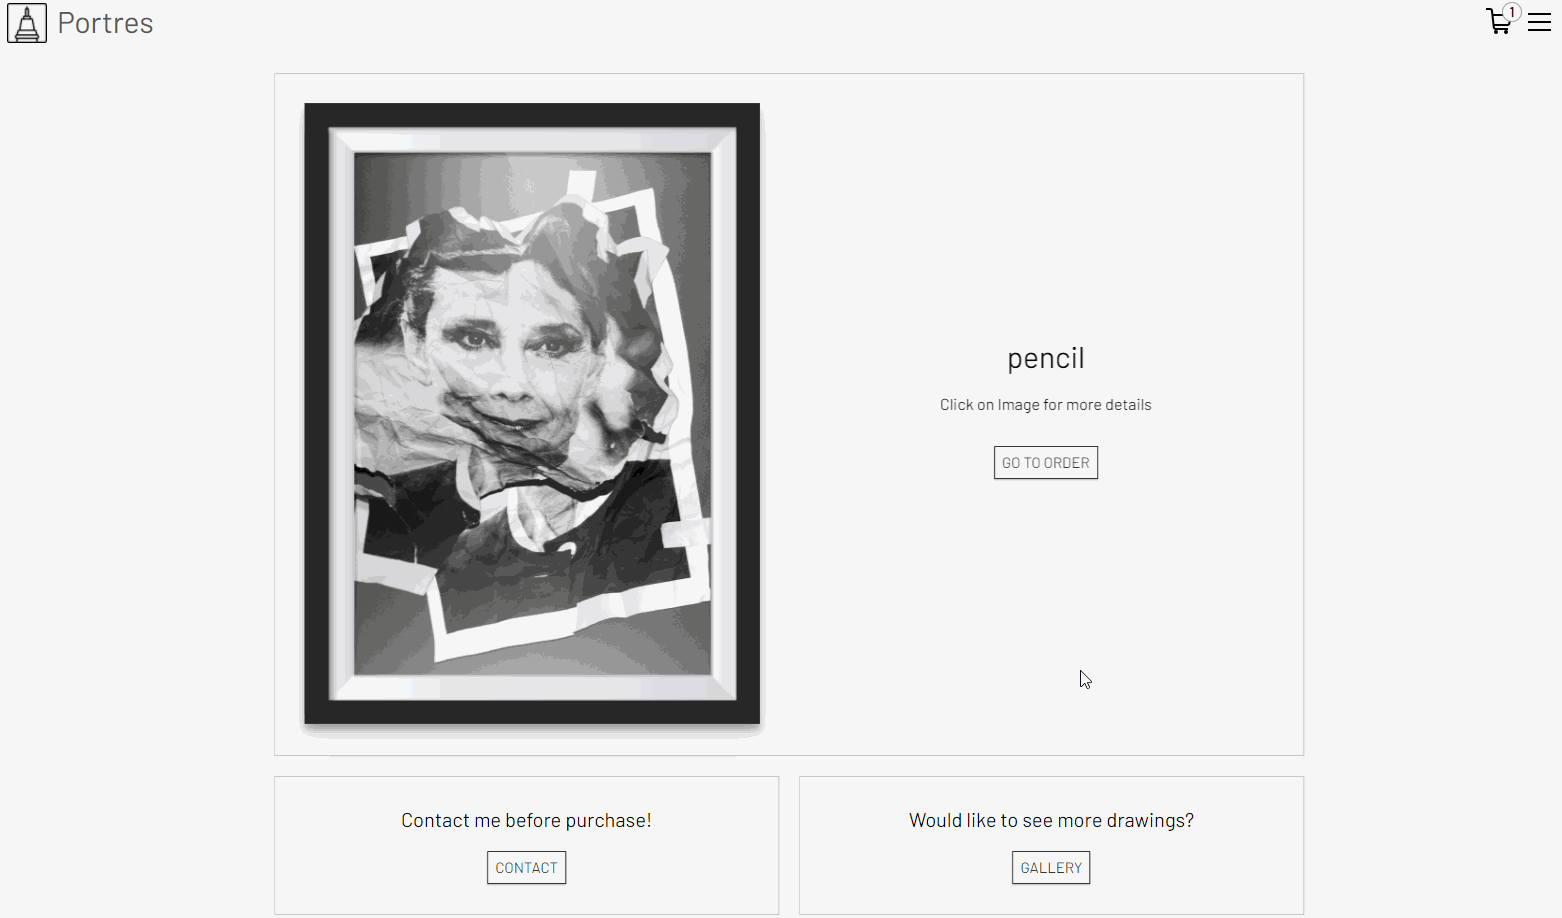 Portres
1
pencil
Click on Image for more details
GO TO ORDER
Contact me before purchase!
CONTACT
Would like to see more drawings?
GALLERY